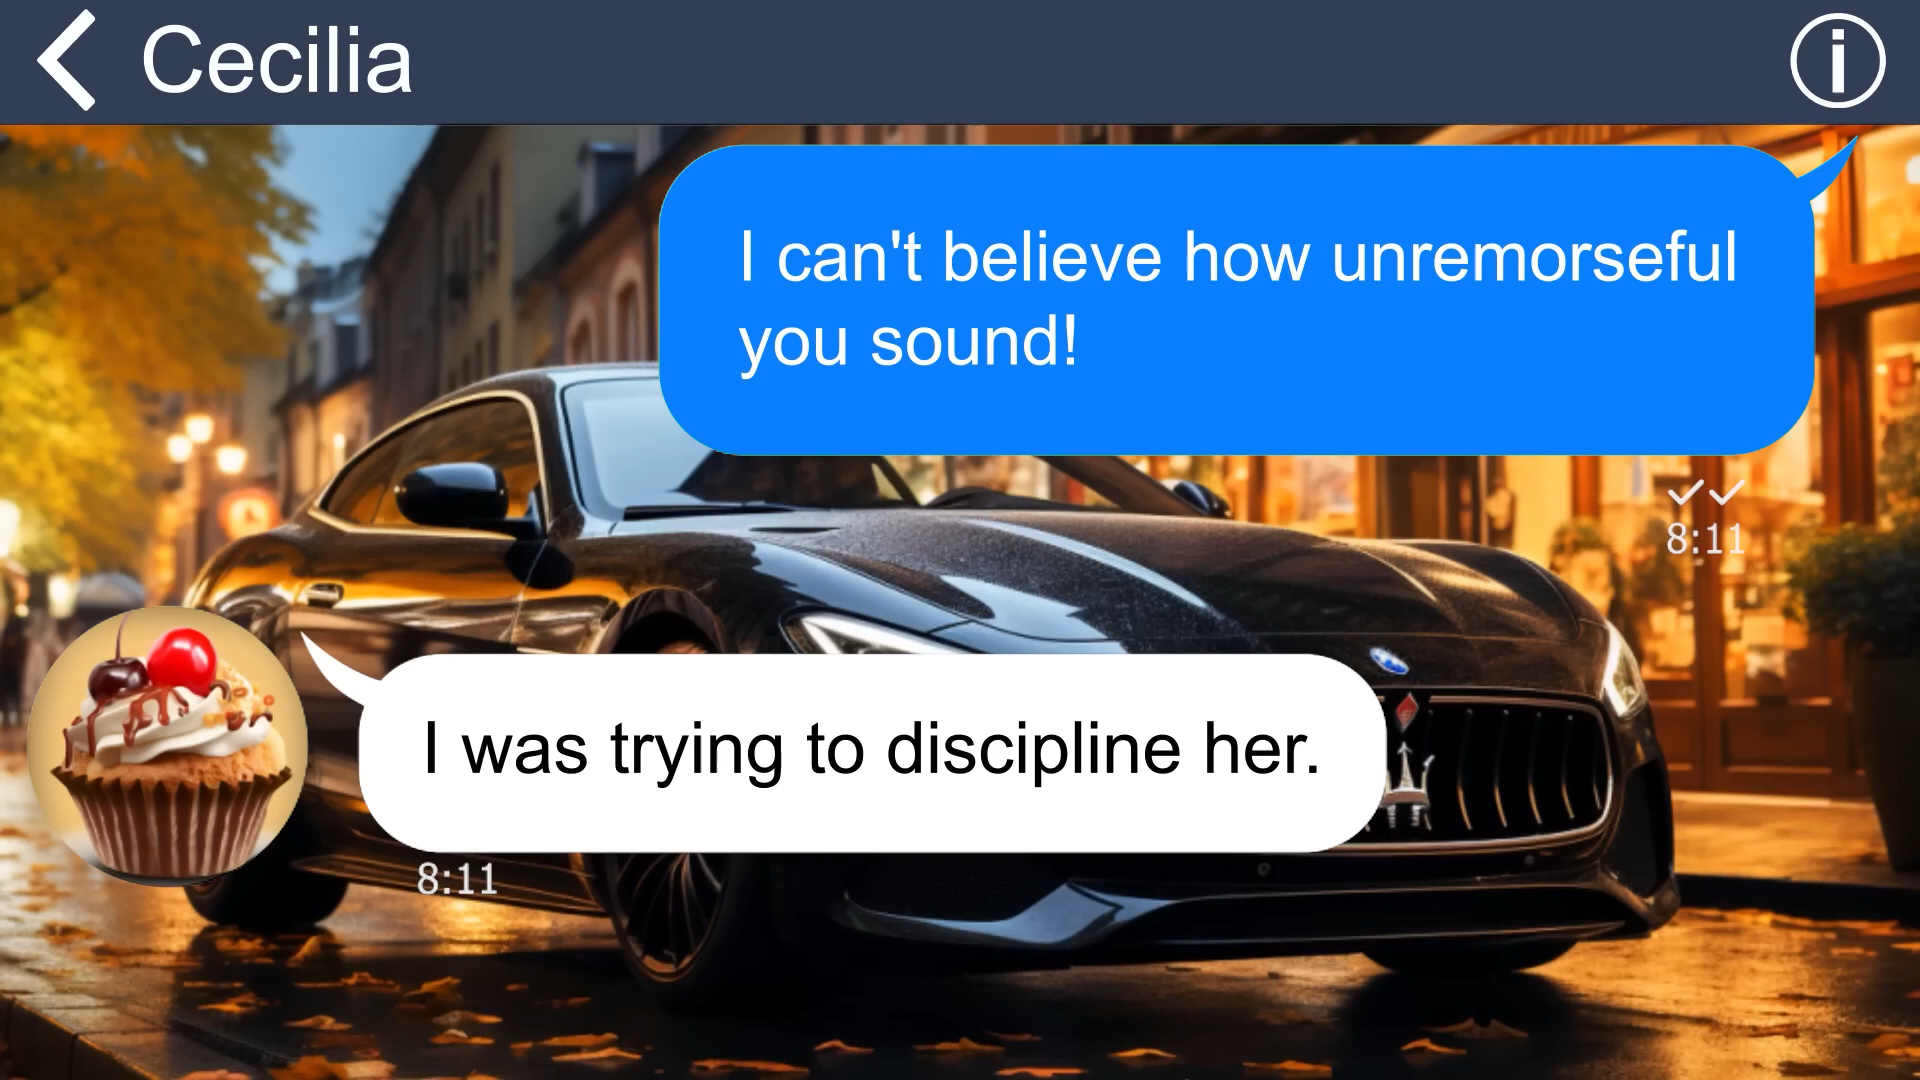 Cecilia
I can't believe how unremorseful
you sound!
8:11
I was trying to discipline her.
8:11